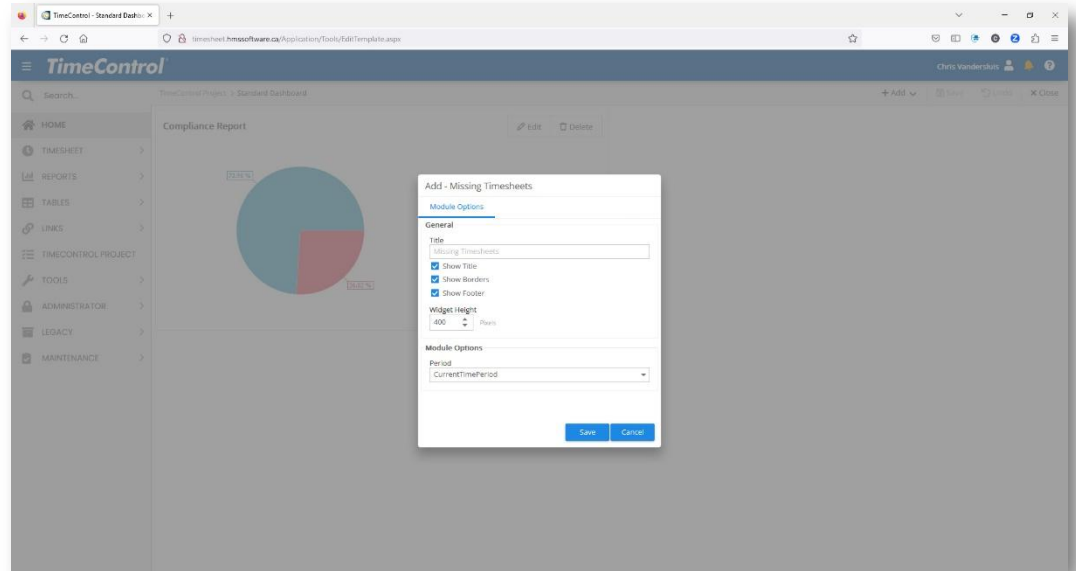 TimeControl - Standard Dashbo
timesheet.hmssoftware.ca/Application/Tools/EditTemplate.aspx
TimeControl
Chris Vandersluis
Search...
TimeControl Project > Standard Dashboard
+ Add
Save
Undo
Close
HOME
Compliance Report
Edit
Delete
TIMESHEET
REPORTS
TABLES
LINKS
TIMECONTROL PROJECT
TOOLS
ADMINISTRATOR
LEGACY
MAINTENANCE
Add - Missing Timesheets
Module Options
General
Title
Missing Timesheets
Show Title
Show Borders
Show Footer
Widget Height
400 Pixels
Module Options
Period
CurrentTimePeriod
Save Cancel